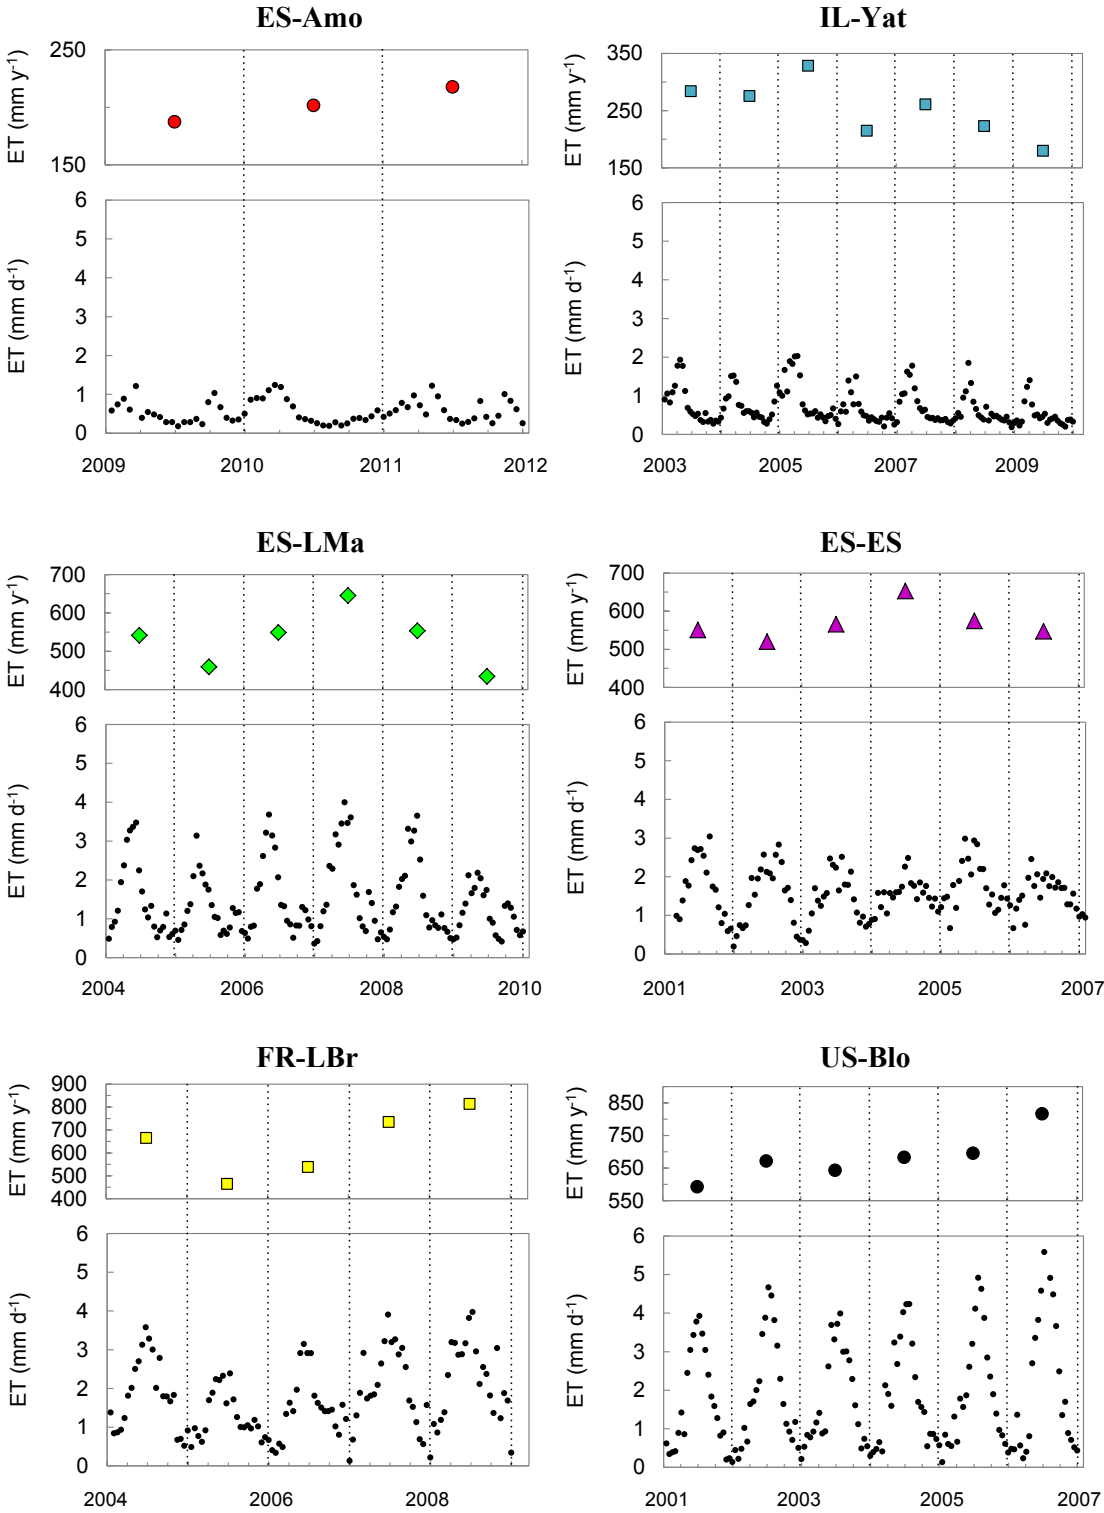 ES-Amo
ET (mm y-1)
250
150
ET (mm d-1)
6
5
4
3
2
1
0
2009 2010 2011 2012
IL-Yat
ET (mm y-1)
350
250
150
ET (mm d-1)
6
5
4
3
2
1
0
2003 2005 2007 2009
ES-LMa
ET (mm y-1)
700
600
500
400
ET (mm d-1)
6
5
4
3
2
1
0
2004 2006 2008 2010
ES-ES
ET (mm y-1)
700
600
500
400
ET (mm d-1)
6
5
4
3
2
1
0
2001 2003 2005 2007
FR-LBr
ET (mm y-1)
900
800
700
600
500
400
ET (mm d-1)
6
5
4
3
2
1
0
2004 2006 2008
US-Blo
ET (mm y-1)
850
750
650
550
ET (mm d-1)
6
5
4
3
2
1
0
2001 2003 2005 2007